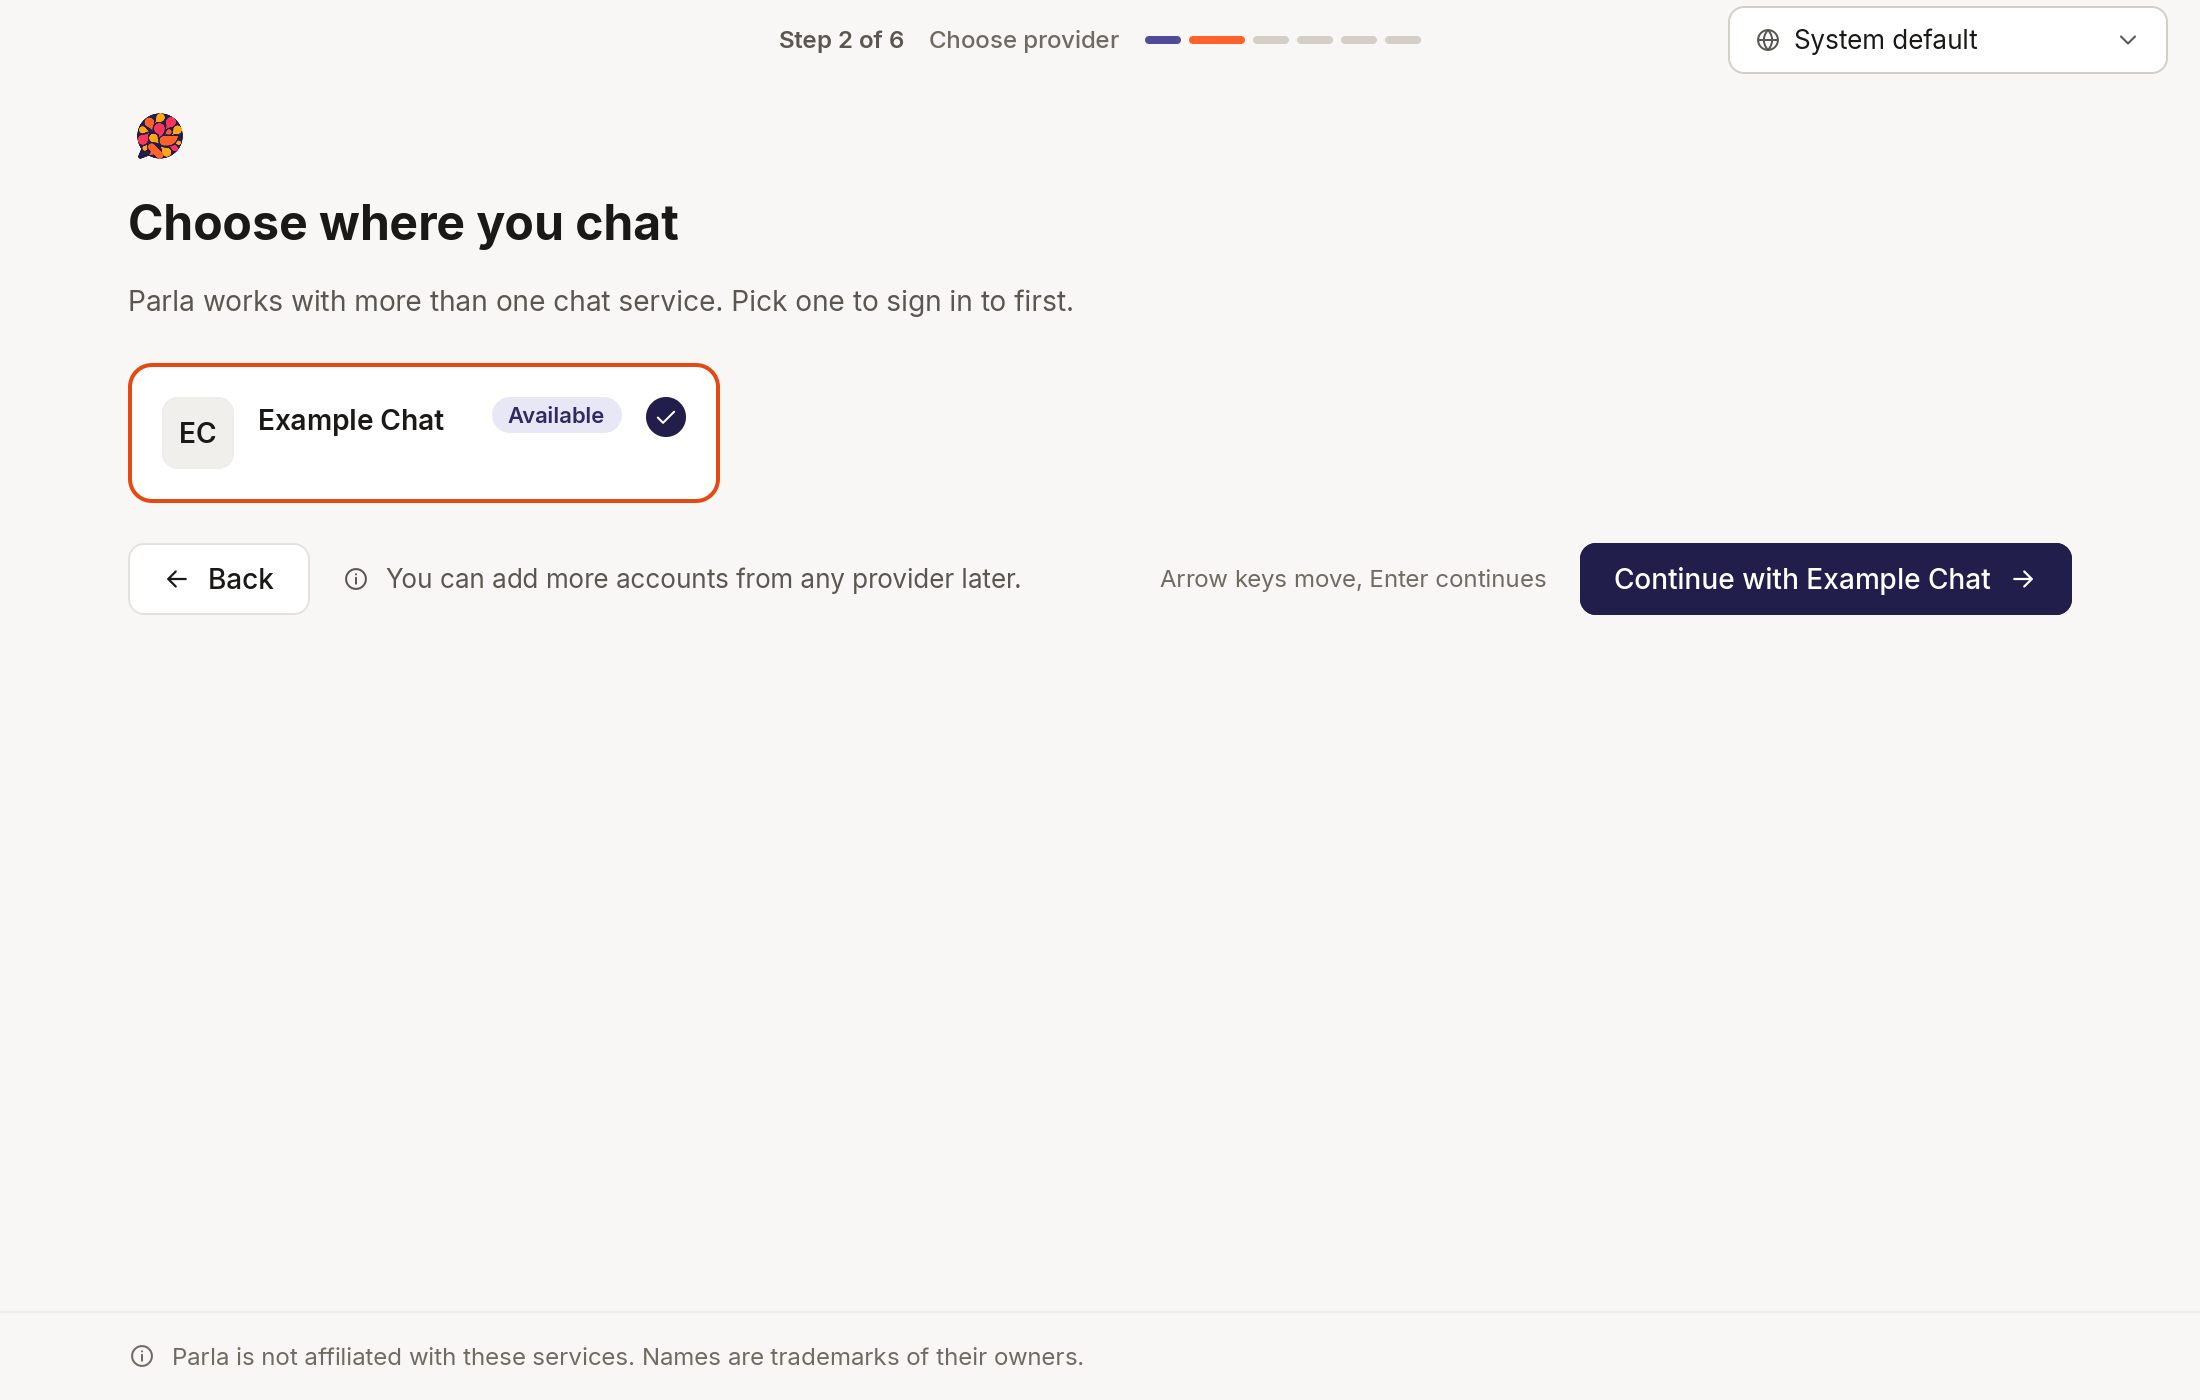 Step 2 of 6 Choose provider
System default
Choose where you chat
Parla works with more than one chat service. Pick one to sign in to first.
EC Example Chat Available
Back
You can add more accounts from any provider later.
Arrow keys move, Enter continues
Continue with Example Chat
Parla is not affiliated with these services. Names are trademarks of their owners.